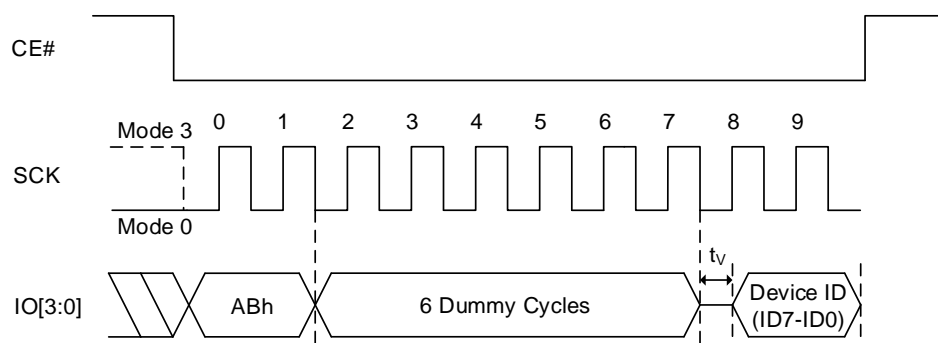 CE#
Mode 3
0 1 2 3 4 5 6 7 8 9
SCK
Mode 0
tV
IO[3:0]
ABh
6 Dummy Cycles
Device ID
(ID7-ID0)